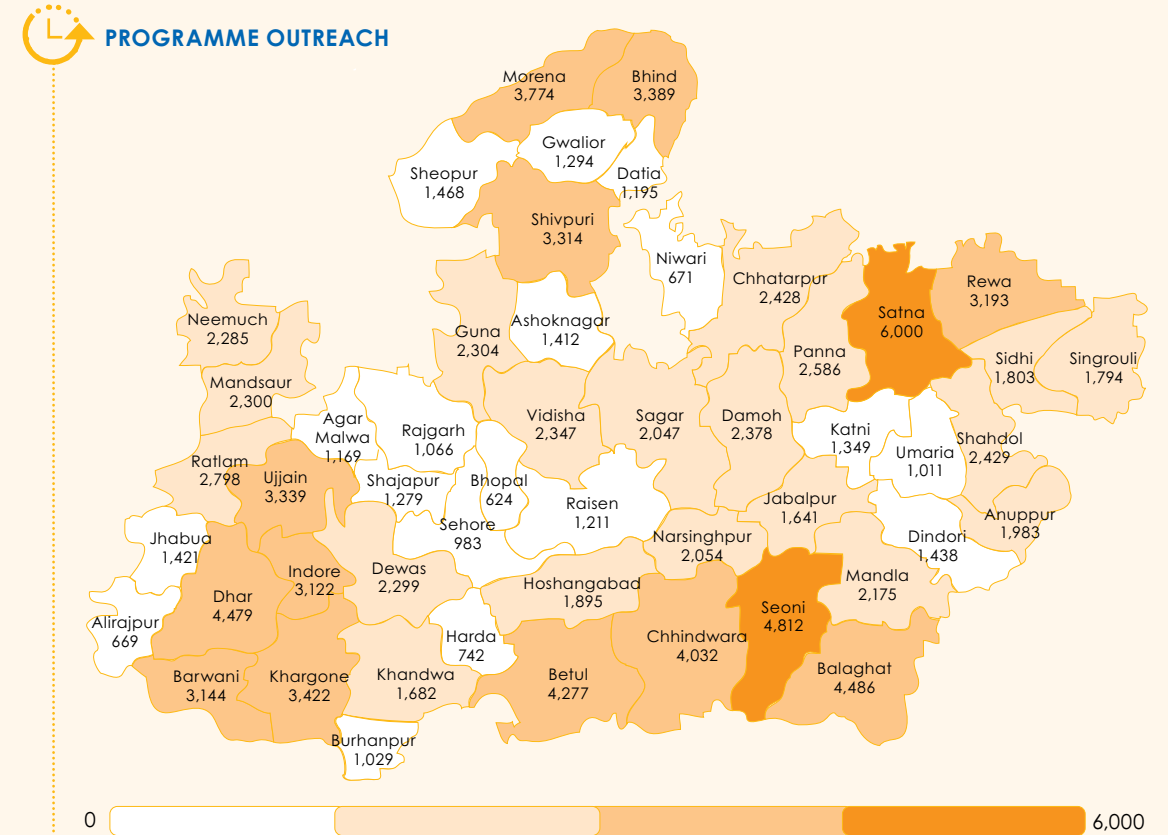 PROGRAMME OUTREACH
Morena
3,774
Bhind
3,389
Gwalior
1,294
Sheopur
1,468
Datia
1,195
Shivpuri
3,314
Niwari
671
Chhatarpur
2,428
Rewa
3,193
Satna
6,000
Neemuch
2,285
Guna
2,304
Ashoknagar
1,412
Panna
2,586
Sidhi
1,803
Singrouli
1,794
Mandsaur
2,300
Agar
Malwa
1,169
Rajgarh
1,066
Vidisha
2,347
Sagar
2,047
Damoh
2,378
Katni
1,349
Umaria
1,011
Shahdol
2,429
Ratlam
2,798
Ujjain
3,339
Shajapur
1,279
Bhopal
624
Raisen
1,211
Jabalpur
1,641
Anuppur
1,983
Sehore
983
Jhabua
1,421
Narsinghpur
2,054
Dindori
1,438
Indore
3,122
Dewas
2,299
Hoshangabad
1,895
Mandla
2,175
Dhar
4,479
Seoni
4,812
Alirajpur
669
Harda
742
Chhindwara
4,032
Barwani
3,144
Khargone
3,422
Khandwa
1,682
Betul
4,277
Balaghat
4,486
Burhanpur
1,029
0
6,000